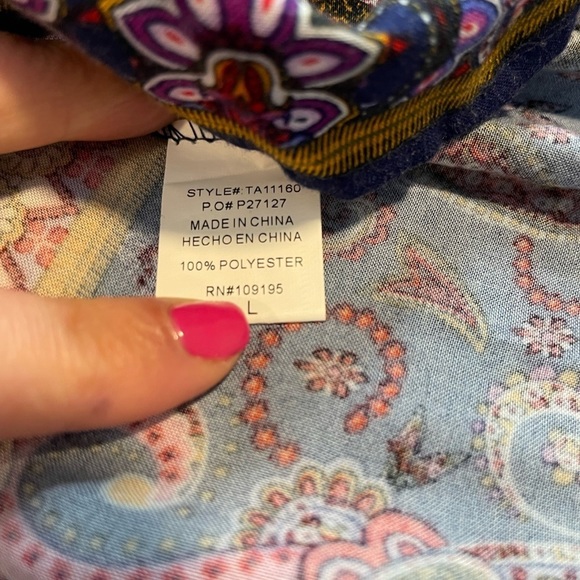 STYLE#: TA11160
P.O# P27127
MADE IN CHINA
HECHO EN CHINA
100% POLYESTER
RN#109195
L